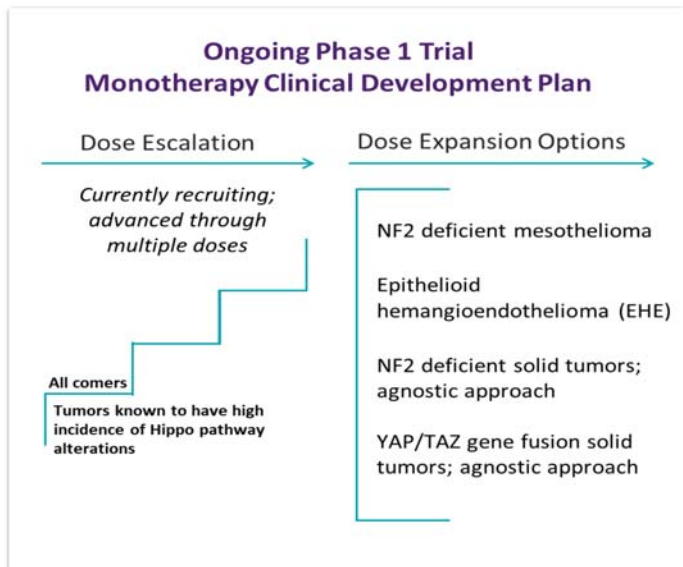 Ongoing Phase 1 Trial
Monotherapy Clinical Development Plan
Dose Escalation
Currently recruiting;
advanced through
multiple doses
All comers
Tumors known to have high
incidence of Hippo pathway
alterations
Dose Expansion Options
NF2 deficient mesothelioma
Epithelioid
hemangioendothelioma (EHE)
NF2 deficient solid tumors;
agnostic approach
YAP/TAZ gene fusion solid
tumors; agnostic approach